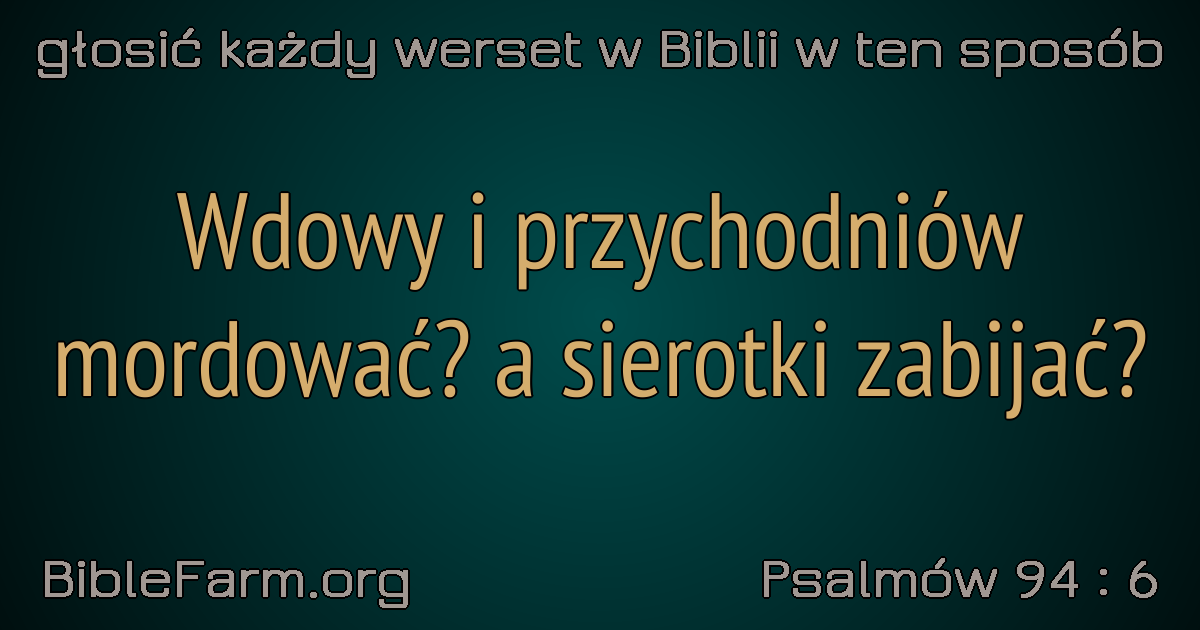 głosić każdy werset w Biblii w ten sposób
Wdowy i przychodniów
mordować? a sierotki zabijać?
BibleFarm.org
Psalmów 94 : 6